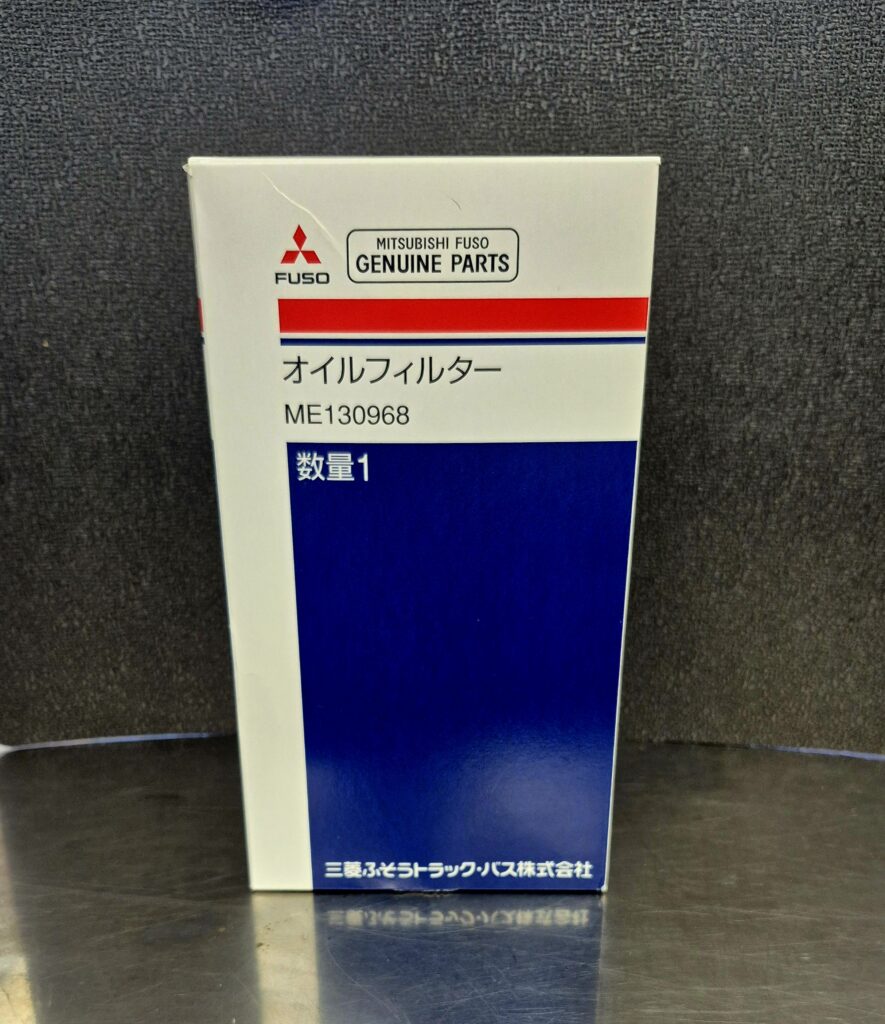 FUSO
MITSUBISHI FUSO
GENUINE PARTS
オイルフィルター
ME130968
数量1
三菱ふそうトラック・バス株式会社